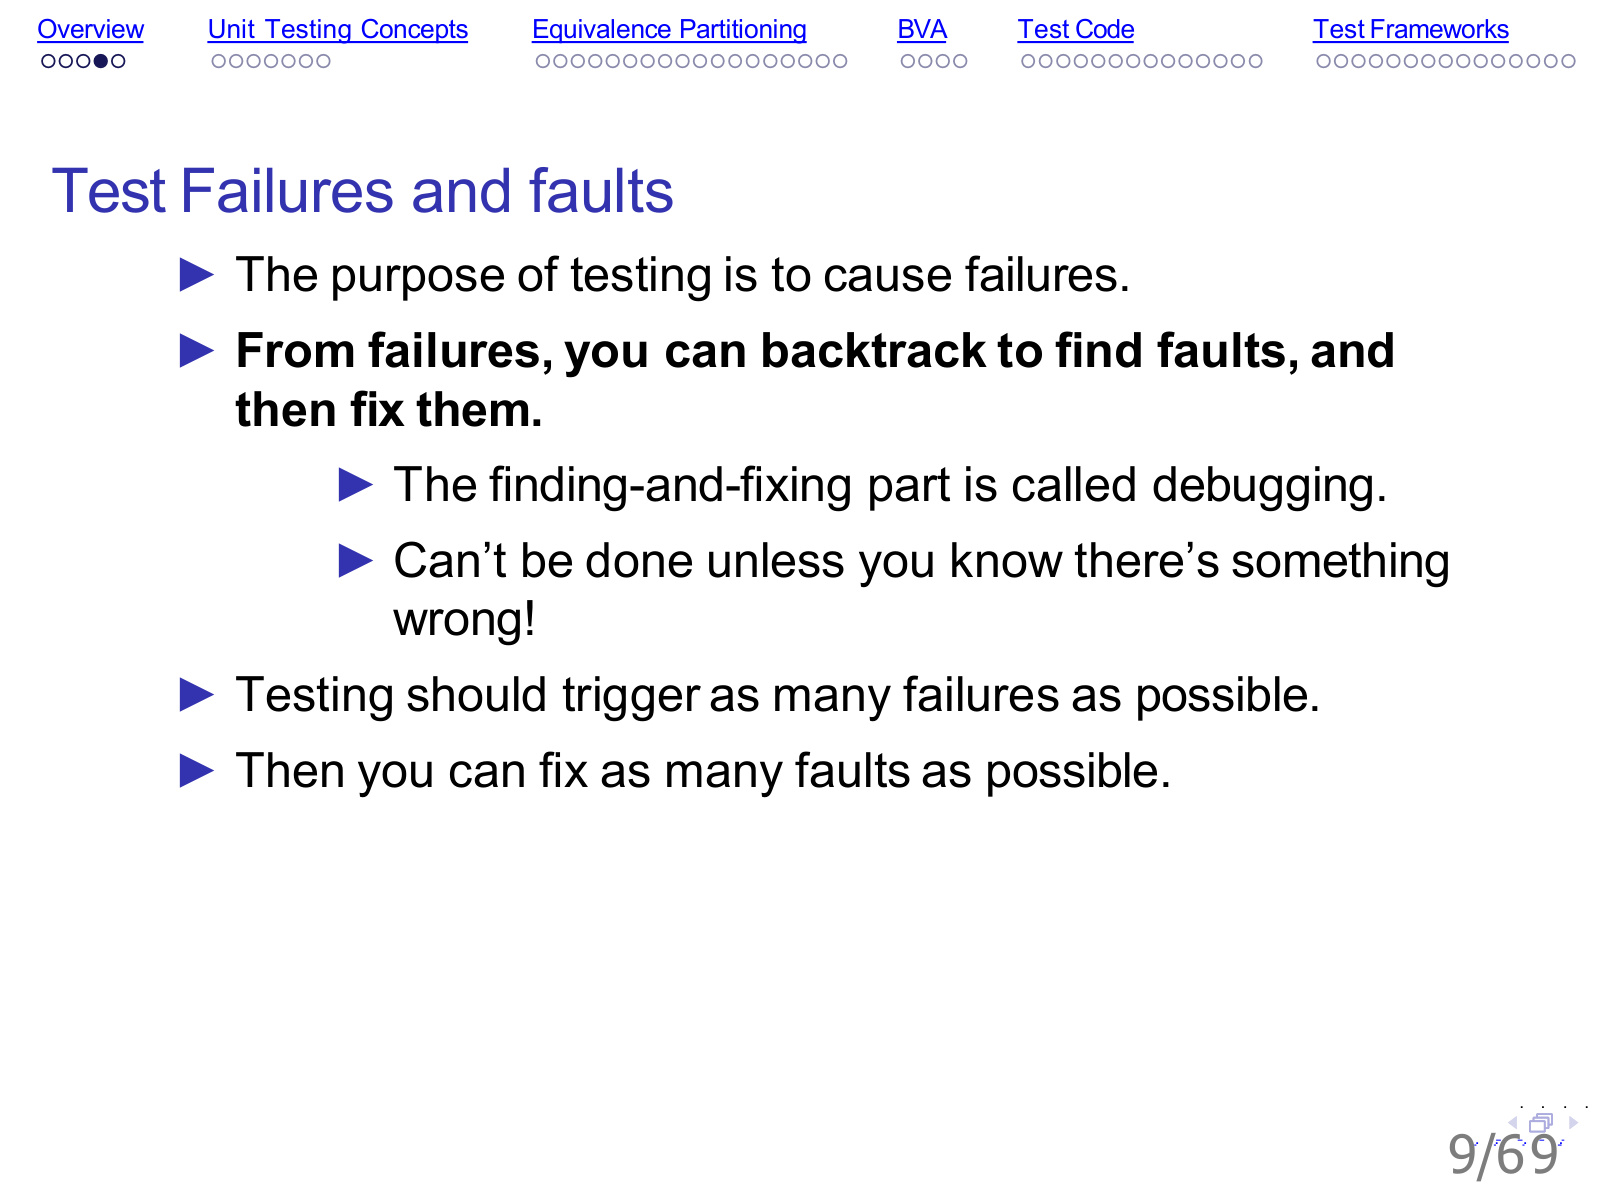 Overview Unit Testing Concepts Equivalence Partitioning BVA Test Code Test Frameworks
Test Failures and faults
The purpose of testing is to cause failures.
From failures, you can backtrack to find faults, and
then fix them.
The finding-and-fixing part is called debugging.
Can’t be done unless you know there’s something
wrong!
Testing should trigger as many failures as possible.
Then you can fix as many faults as possible.
9/69